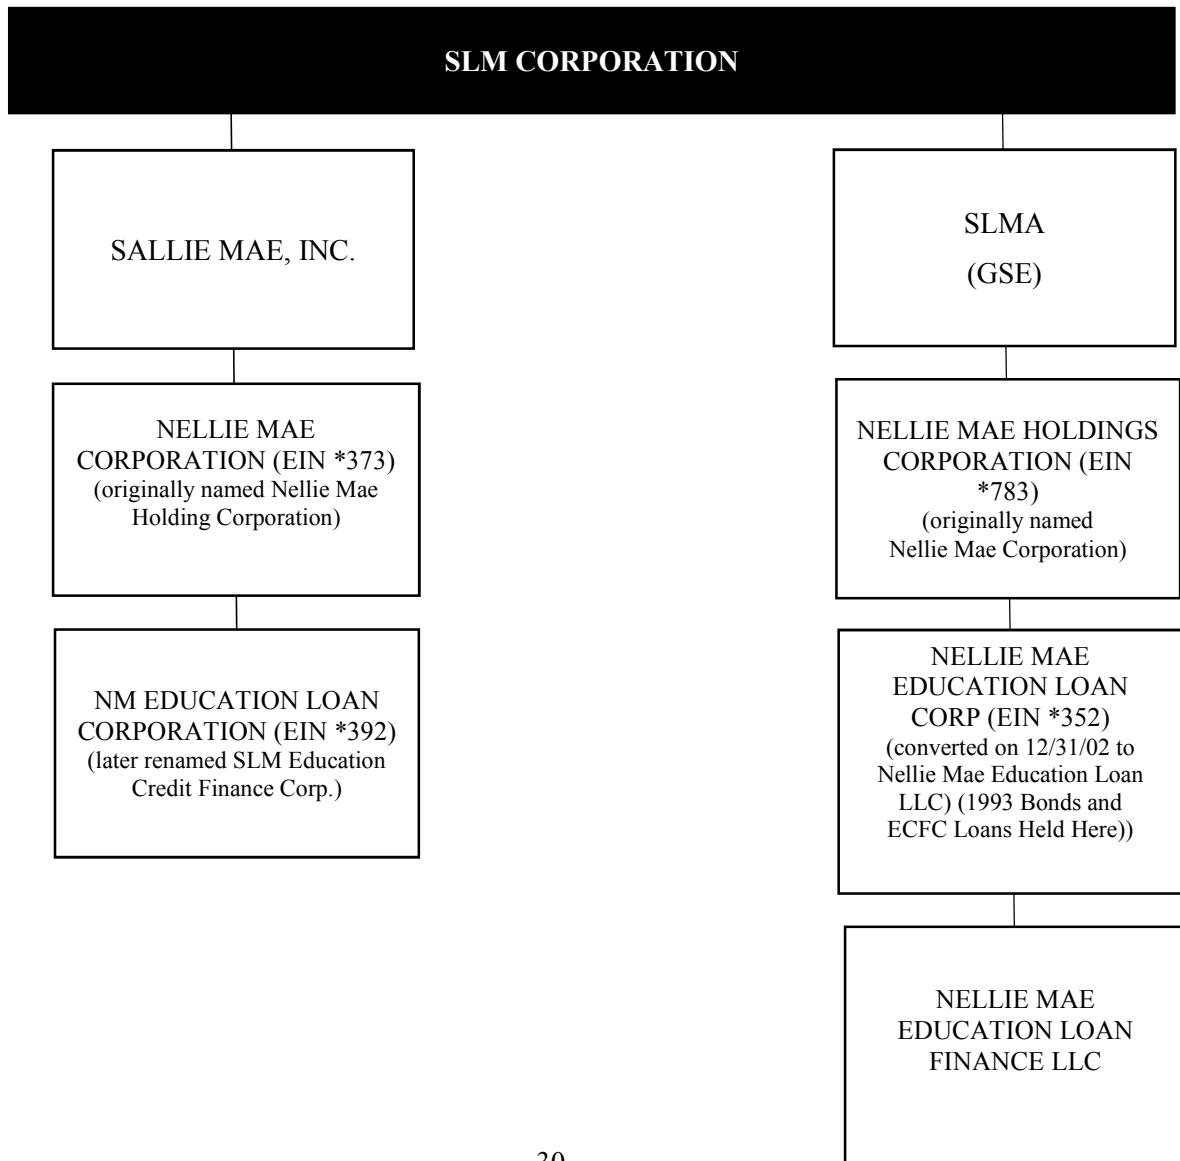 SLM CORPORATION
SALLIE MAE, INC.
NELLIE MAE
CORPORATION (EIN *373)
(originally named Nellie Mae
Holding Corporation)
NM EDUCATION LOAN
CORPORATION (EIN *392)
(later renamed SLM Education
Credit Finance Corp.)
SLMA
(GSE)
NELLIE MAE HOLDINGS
CORPORATION (EIN
*783)
(originally named
Nellie Mae Corporation)
NELLIE MAE
EDUCATION LOAN
CORP (EIN *352)
(converted on 12/31/02 to
Nellie Mae Education Loan
LLC) (1993 Bonds and
ECFC Loans Held Here))
NELLIE MAE
EDUCATION LOAN
FINANCE LLC
30